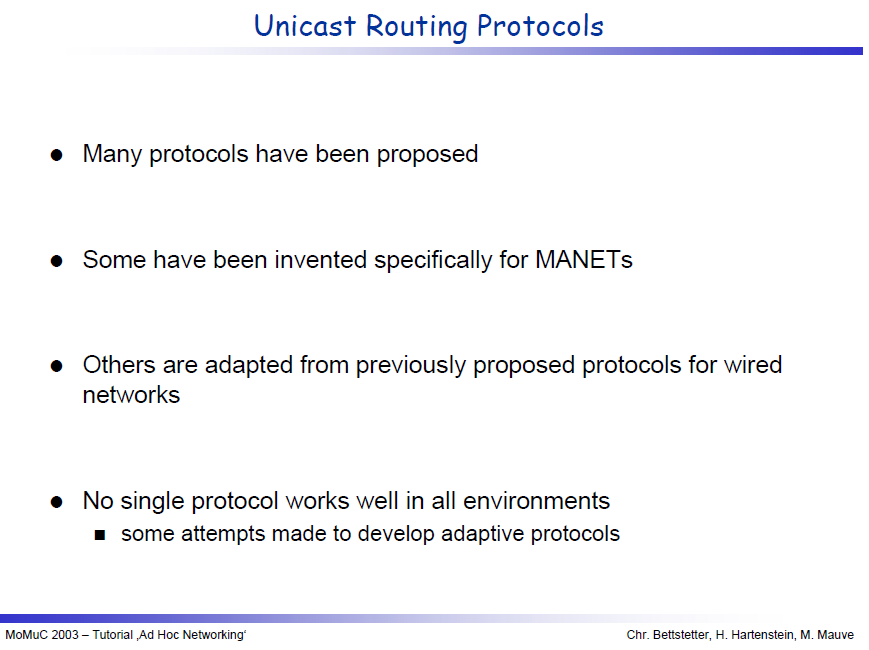 Unicast Routing Protocols
● Many protocols have been proposed
● Some have been invented specifically for MANETs
● Others are adapted from previously proposed protocols for wired
networks
● No single protocol works well in all environments
■ some attempts made to develop adaptive protocols
MoMuC 2003 – Tutorial ‚Ad Hoc Networking‘
Chr. Bettstetter, H. Hartenstein, M. Mauve